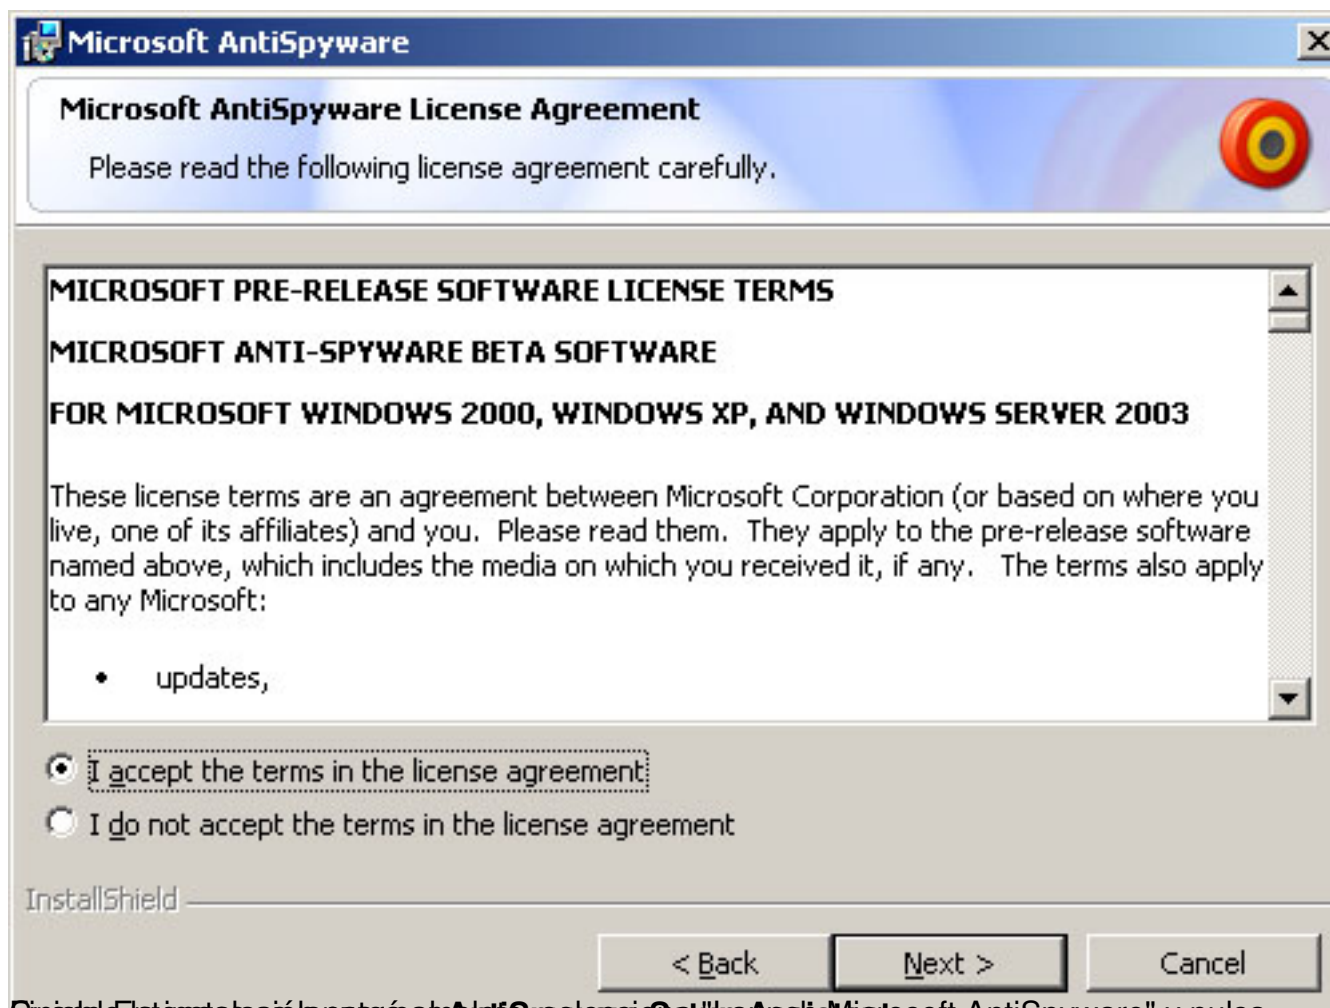 Microsoft AntiSpyware
Microsoft AntiSpyware License Agreement
Please read the following license agreement carefully.
MICROSOFT PRE-RELEASE SOFTWARE LICENSE TERMS
MICROSOFT ANTI-SPYWARE BETA SOFTWARE
FOR MICROSOFT WINDOWS 2000, WINDOWS XP, AND WINDOWS SERVER 2003
These license terms are an agreement between Microsoft Corporation (or based on where you
live, one of its affiliates) and you.  Please read them.  They apply to the pre-release software
named above, which includes the media on which you received it, if any.   The terms also apply
to any Microsoft:
• updates,
I accept the terms in the license agreement
I do not accept the terms in the license agreement
InstallShield
< Back Next > Cancel
AntiSpyware" y pulse